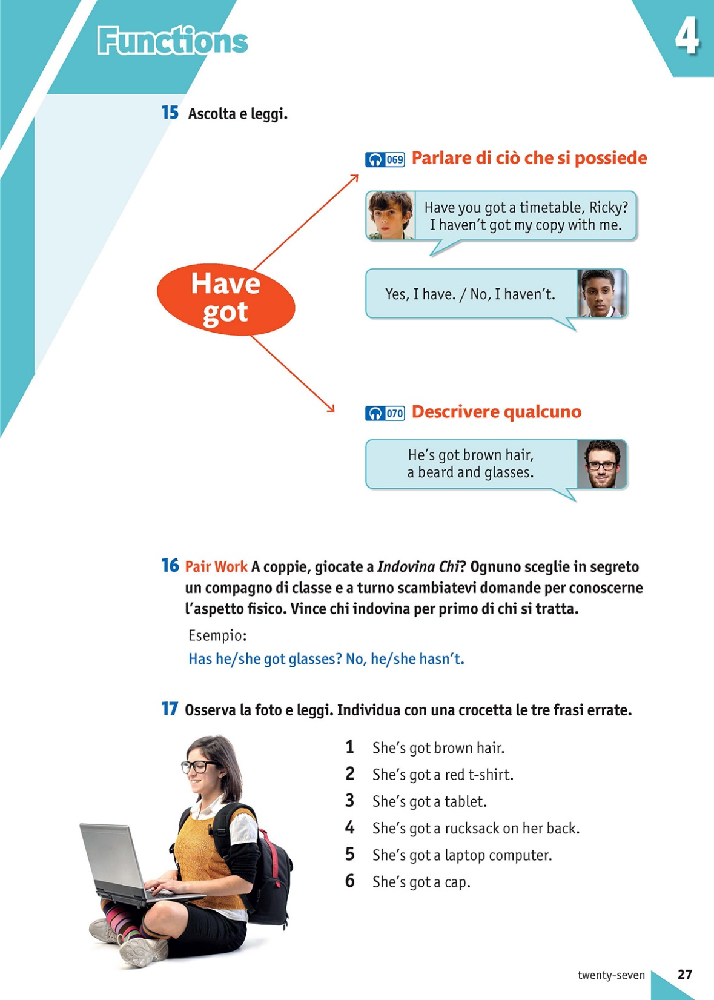 Functions
4
15 Ascolta e leggi.
069 Parlare di ciò che si possiede
Have you got a timetable, Ricky?
I haven't got my copy with me.
Yes, I have. / No, I haven't.
Have
got
070 Descrivere qualcuno
He's got brown hair,
a beard and glasses.
16 Pair Work A coppie, giocate a Indovina Chi? Ognuno sceglie in segreto
un compagno di classe e a turno scambiatevi domande per conoscerne
l'aspetto fisico. Vince chi indovina per primo di chi si tratta.
Esempio:
Has he/she got glasses? No, he/she hasn't.
17 Osserva la foto e leggi. Individua con una crocetta le tre frasi errate.
1 She's got brown hair.
2 She's got a red t-shirt.
3 She's got a tablet.
4 She's got a rucksack on her back.
5 She's got a laptop computer.
6 She's got a cap.
twenty-seven 27